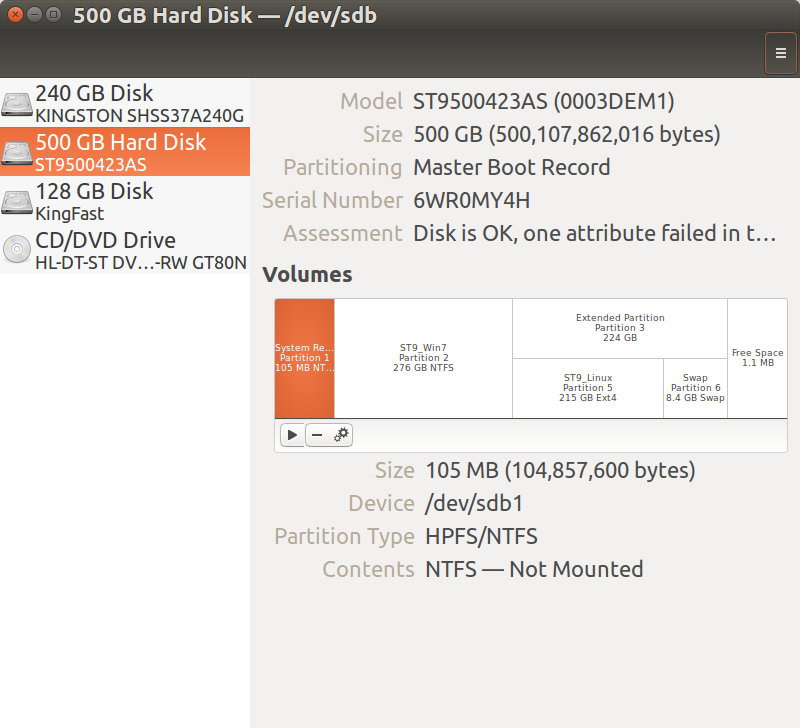 500 GB Hard Disk — /dev/sdb
240 GB Disk
KINGSTON SHSS37A240G
500 GB Hard Disk
ST9500423AS
128 GB Disk
KingFast
CD/DVD Drive
HL-DT-ST DV…-RW GT80N
Model ST9500423AS (0003DEM1)
Size 500 GB (500,107,862,016 bytes)
Partitioning Master Boot Record
Serial Number 6WR0MY4H
Assessment Disk is OK, one attribute failed in t…
Volumes
System Re…
Partition 1
105 MB NT…
ST9_Win7
Partition 2
276 GB NTFS
Extended Partition
Partition 3
224 GB
ST9_Linux
Partition 5
215 GB Ext4
Swap
Partition 6
8.4 GB Swap
Free Space
1.1 MB
Size 105 MB (104,857,600 bytes)
Device /dev/sdb1
Partition Type HPFS/NTFS
Contents NTFS — Not Mounted